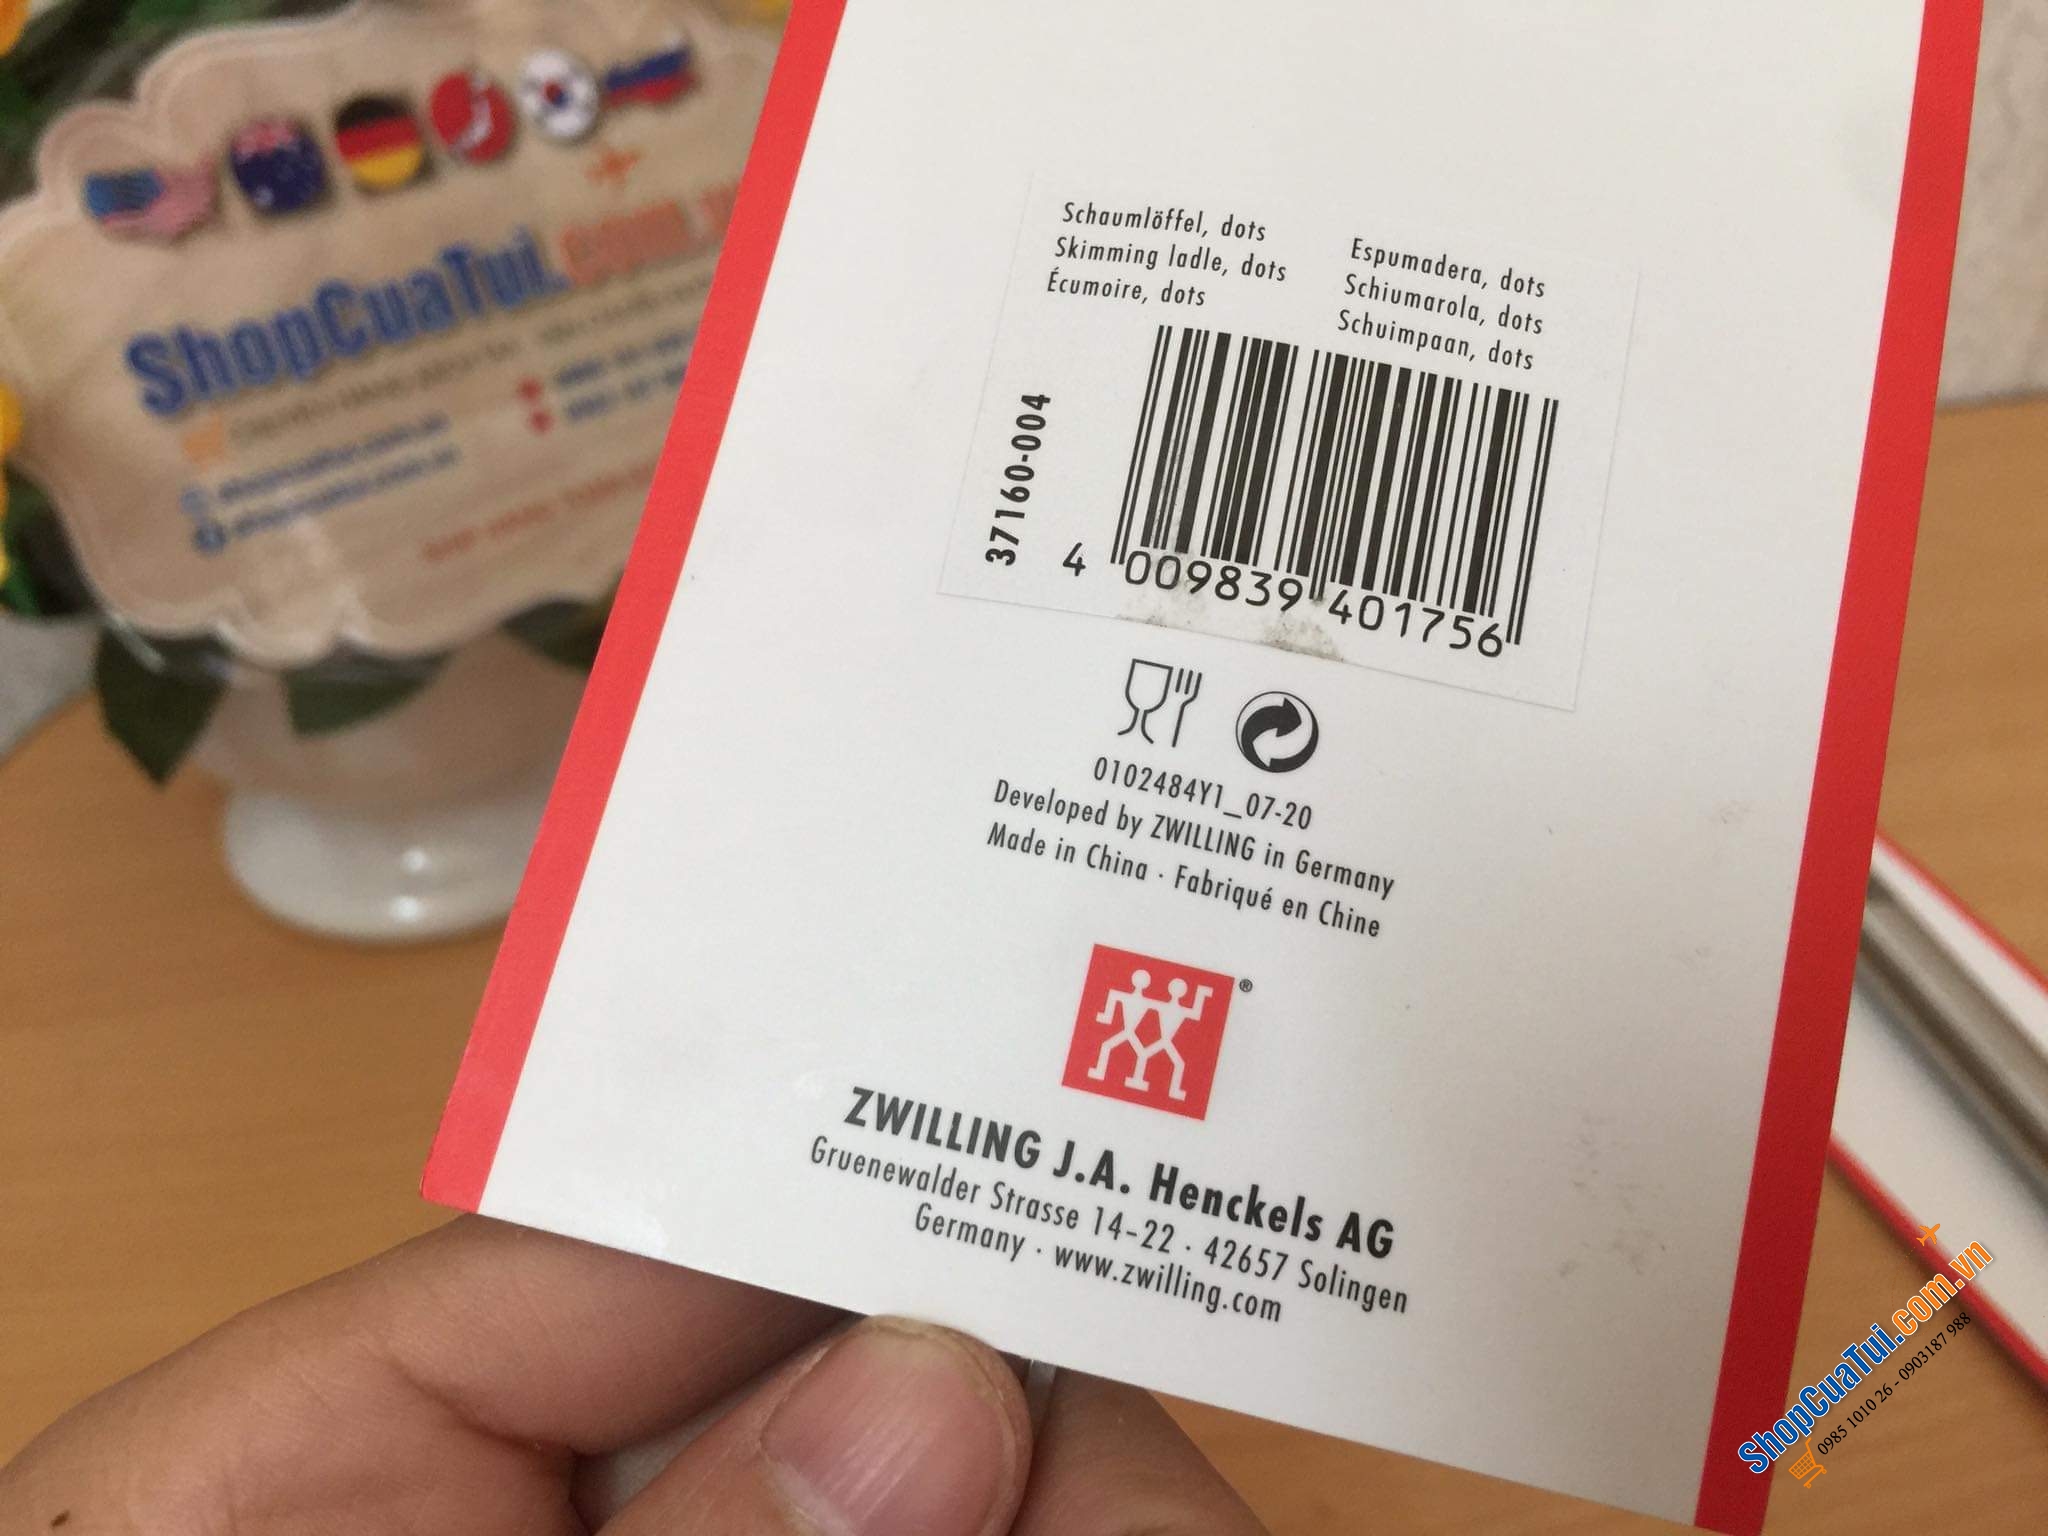 ShopCuaTui.com.vn
Schaumlöffel, dots
Skimming ladle, dots
Écumoire, dots
Espumadera, dots
Schiumarola, dots
Schuimpaan, dots
37160-004
4 009839 401756
0102484Y1_07-20
Developed by ZWILLING in Germany
Made in China · Fabriqué en Chine
®
ZWILLING J.A. Henckels AG
Gruenewalder Strasse 14-22 · 42657 Solingen
Germany · www.zwilling.com
ShopCuaTui.com.vn
0985 1010 26 - 0903187 988